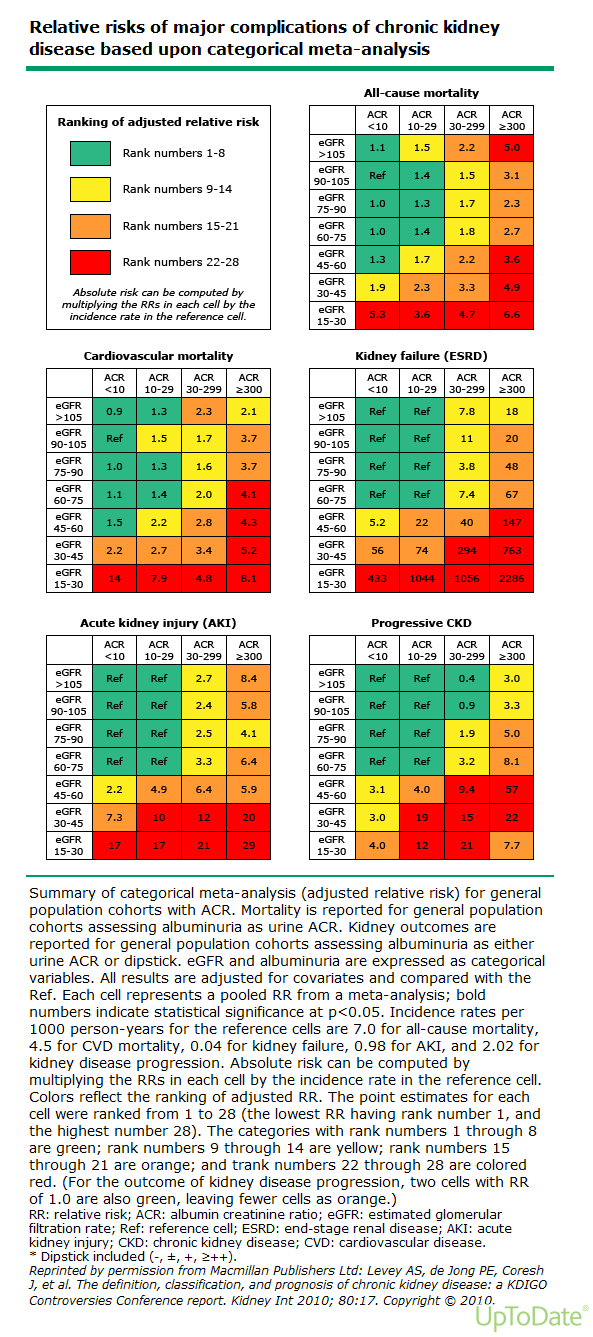 Relative risks of major complications of chronic kidney
disease based upon categorical meta-analysis
Ranking of adjusted relative risk
Rank numbers 1-8
Rank numbers 9-14
Rank numbers 15-21
Rank numbers 22-28
Absolute risk can be computed by
multiplying the RRs in each cell by the
incidence rate in the reference cell.
All-cause mortality
ACR <10 ACR 10-29 ACR 30-299 ACR ≥300
eGFR >105 1.1 1.5 2.2 5.0
eGFR 90-105 Ref 1.4 1.5 3.1
eGFR 75-90 1.0 1.3 1.7 2.3
eGFR 60-75 1.0 1.4 1.8 2.7
eGFR 45-60 1.3 1.7 2.2 3.6
eGFR 30-45 1.9 2.3 3.3 4.9
eGFR 15-30 5.3 3.6 4.7 6.6
Cardiovascular mortality
ACR <10 ACR 10-29 ACR 30-299 ACR ≥300
eGFR >105 0.9 1.3 2.3 2.1
eGFR 90-105 Ref 1.5 1.7 3.7
eGFR 75-90 1.0 1.3 1.6 3.7
eGFR 60-75 1.1 1.4 2.0 4.1
eGFR 45-60 1.5 2.2 2.8 4.3
eGFR 30-45 2.2 2.7 3.4 5.2
eGFR 15-30 14 7.9 4.8 8.1
Kidney failure (ESRD)
ACR <10 ACR 10-29 ACR 30-299 ACR ≥300
eGFR >105 Ref Ref 7.8 18
eGFR 90-105 Ref Ref 11 20
eGFR 75-90 Ref Ref 3.8 48
eGFR 60-75 Ref Ref 7.4 67
eGFR 45-60 5.2 22 40 147
eGFR 30-45 56 74 294 763
eGFR 15-30 433 1044 1056 2286
Acute kidney injury (AKI)
ACR <10 ACR 10-29 ACR 30-299 ACR ≥300
eGFR >105 Ref Ref 2.7 8.4
eGFR 90-105 Ref Ref 2.4 5.8
eGFR 75-90 Ref Ref 2.5 4.1
eGFR 60-75 Ref Ref 3.3 6.4
eGFR 45-60 2.2 4.9 6.4 5.9
eGFR 30-45 7.3 10 12 20
eGFR 15-30 17 17 21 29
Progressive CKD
ACR <10 ACR 10-29 ACR 30-299 ACR ≥300
eGFR >105 Ref Ref 0.4 3.0
eGFR 90-105 Ref Ref 0.9 3.3
eGFR 75-90 Ref Ref 1.9 5.0
eGFR 60-75 Ref Ref 3.2 8.1
eGFR 45-60 3.1 4.0 9.4 57
eGFR 30-45 3.0 19 15 22
eGFR 15-30 4.0 12 21 7.7
Summary of categorical meta-analysis (adjusted relative risk) for general
population cohorts with ACR. Mortality is reported for general population
cohorts assessing albuminuria as urine ACR. Kidney outcomes are
reported for general population cohorts assessing albuminuria as either
urine ACR or dipstick. eGFR and albuminuria are expressed as categorical
variables. All results are adjusted for covariates and compared with the
Ref. Each cell represents a pooled RR from a meta-analysis; bold
numbers indicate statistical significance at p<0.05. Incidence rates per
1000 person-years for the reference cells are 7.0 for all-cause mortality,
4.5 for CVD mortality, 0.04 for kidney failure, 0.98 for AKI, and 2.02 for
kidney disease progression. Absolute risk can be computed by
multiplying the RRs in each cell by the incidence rate in the reference cell.
Colors reflect the ranking of adjusted RR. The point estimates for each
cell were ranked from 1 to 28 (the lowest RR having rank number 1, and
the highest number 28). The categories with rank numbers 1 through 8
are green; rank numbers 9 through 14 are yellow; rank numbers 15
through 21 are orange; and trank numbers 22 through 28 are colored
red. (For the outcome of kidney disease progression, two cells with RR
of 1.0 are also green, leaving fewer cells as orange.)
RR: relative risk; ACR: albumin creatinine ratio; eGFR: estimated glomerular
filtration rate; Ref: reference cell; ESRD: end-stage renal disease; AKI: acute
kidney injury; CKD: chronic kidney disease; CVD: cardiovascular disease.
* Dipstick included (-, ±, +, ≥++).
Reprinted by permission from Macmillan Publishers Ltd: Levey AS, de Jong PE, Coresh
J, et al. The definition, classification, and prognosis of chronic kidney disease: a KDIGO
Controversies Conference report. Kidney Int 2010; 80:17. Copyright © 2010.
UpToDate®